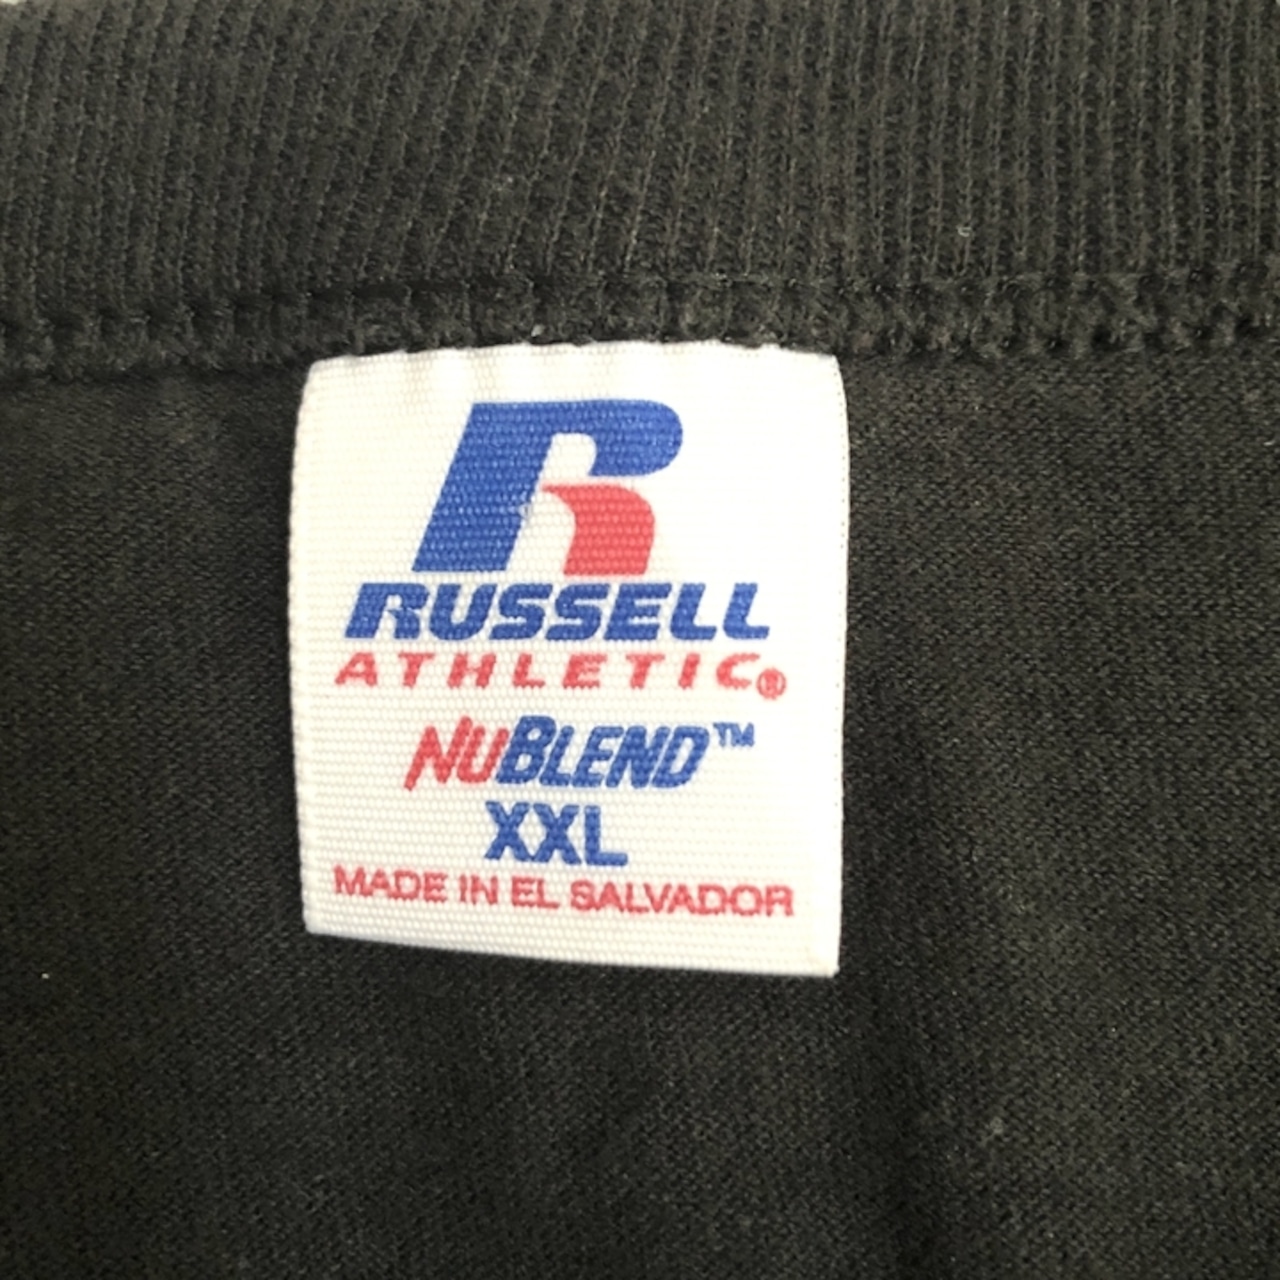 R
RUSSELL
ATHLETIC®
NUBLEND™
XXL
MADE IN EL SALVADOR